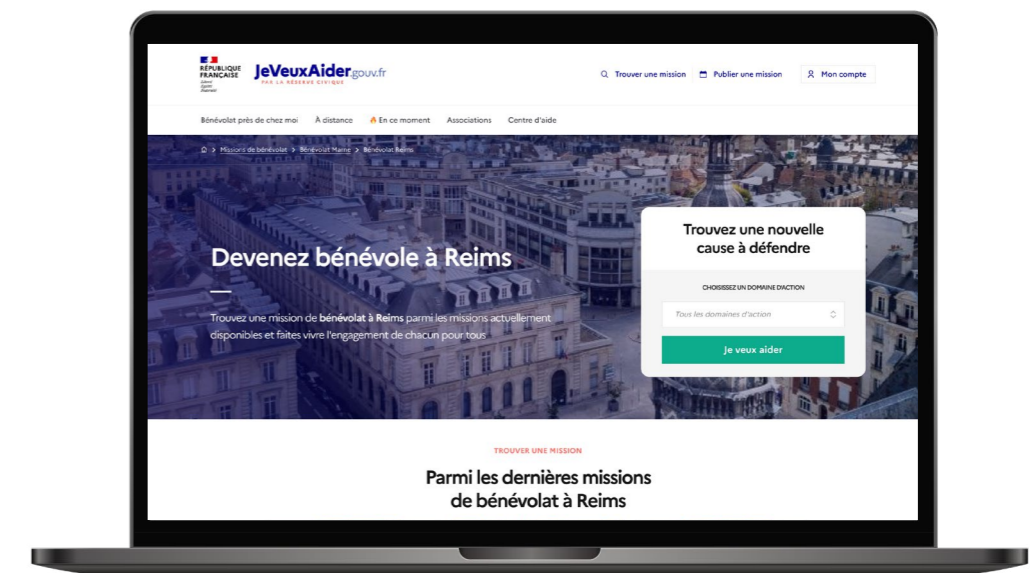 RÉPUBLIQUE
FRANÇAISE
Liberté
Égalité
Fraternité
JeVeuxAider.gouv.fr
PAR LA RÉSERVE CIVIQUE
Trouver une mission
Publier une mission
Mon compte
Bénévolat près de chez moi
À distance
En ce moment
Associations
Centre d'aide
> Missions de bénévolat > Bénévolat Marne > Bénévolat Reims
Devenez bénévole à Reims
Trouvez une mission de bénévolat à Reims parmi les missions actuellement
disponibles et faites vivre l'engagement de chacun pour tous
Trouvez une nouvelle
cause à défendre
CHOISISSEZ UN DOMAINE D'ACTION
Tous les domaines d'action
Je veux aider
TROUVER UNE MISSION
Parmi les dernières missions
de bénévolat à Reims